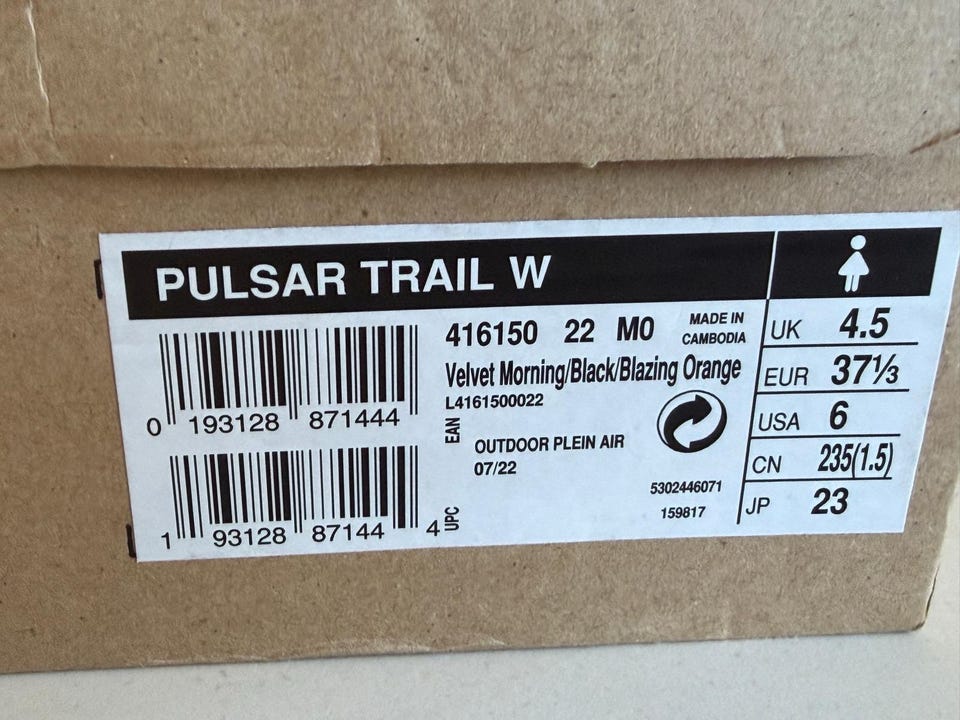 PULSAR TRAIL W
416150 22 M0
MADE IN
CAMBODIA
Velvet Morning/Black/Blazing Orange
L4161500022
0 193128 871444
EAN
OUTDOOR PLEIN AIR
07/22
5302446071
159817
1 93128 87144 4
UPC
UK 4.5
EUR 37⅓
USA 6
CN 235(1.5)
JP 23